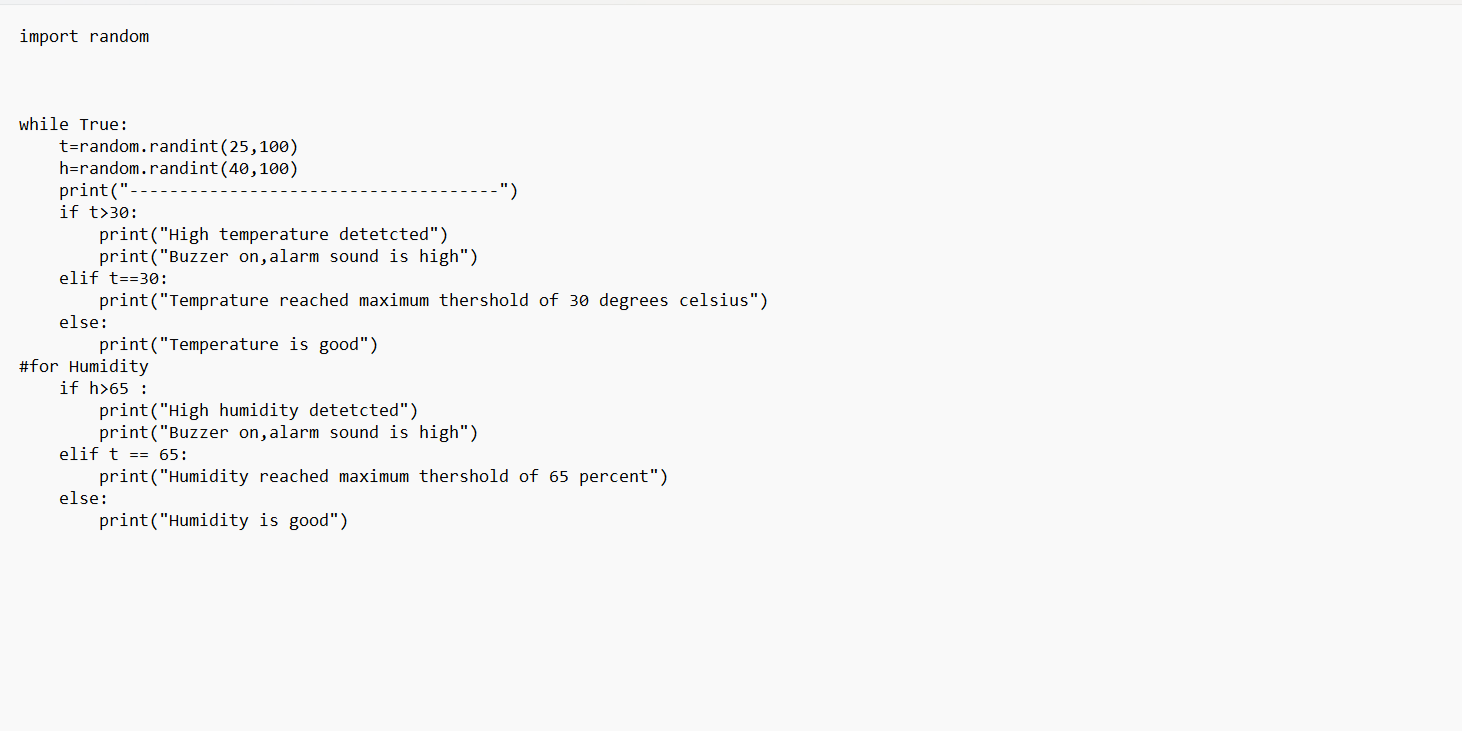 import random
while True:
    t=random.randint(25,100)
    h=random.randint(40,100)
    print("-------------------------------------")
    if t>30:
        print("High temperature detetcted")
        print("Buzzer on,alarm sound is high")
    elif t==30:
        print("Temprature reached maximum thershold of 30 degrees celsius")
    else:
        print("Temperature is good")
#for Humidity
    if h>65 :
        print("High humidity detetcted")
        print("Buzzer on,alarm sound is high")
    elif t == 65:
        print("Humidity reached maximum thershold of 65 percent")
    else:
        print("Humidity is good")